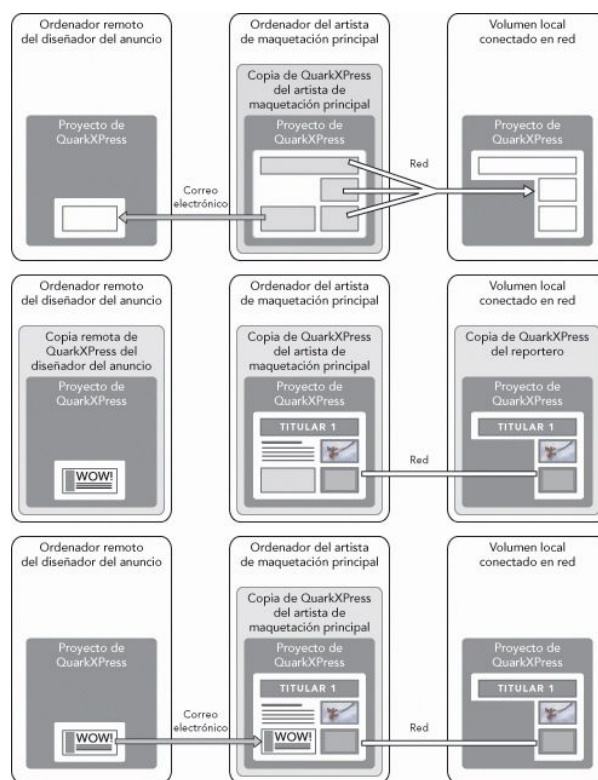 Ordenador remoto
del diseñador del anuncio
Proyecto de
QuarkXPress
Correo
electrónico
Ordenador del artista
de maquetación principal
Copia de QuarkXPress
del artista de
maquetación principal
Proyecto de
QuarkXPress
Red
Volumen local
conectado en red
Proyecto de
QuarkXPress
Ordenador remoto
del diseñador del anuncio
Copia remota de
QuarkXPress del
diseñador del anuncio
Proyecto de
QuarkXPress
WOW!
Ordenador del artista
de maquetación principal
Copia de QuarkXPress
del artista de
maquetación principal
Proyecto de
QuarkXPress
TITULAR 1
Red
Volumen local
conectado en red
Copia de QuarkXPress
del reportero
Proyecto de
QuarkXPress
TITULAR 1
Ordenador remoto
del diseñador del anuncio
Proyecto de
QuarkXPress
WOW!
Correo
electrónico
Ordenador del artista
de maquetación principal
Copia de QuarkXPress
del artista de
maquetación principal
Proyecto de
QuarkXPress
TITULAR 1
WOW!
Red
Volumen local
conectado en red
Proyecto de
QuarkXPress
TITULAR 1